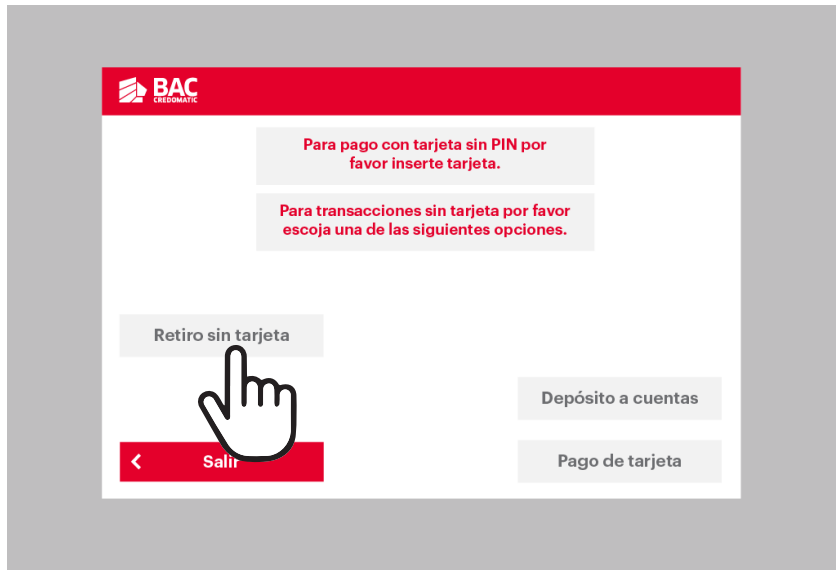 BAC
CREDOMATIC
Para pago con tarjeta sin PIN por
favor inserte tarjeta.
Para transacciones sin tarjeta por favor
escoja una de las siguientes opciones.
Retiro sin tarjeta
Depósito a cuentas
Salir
Pago de tarjeta